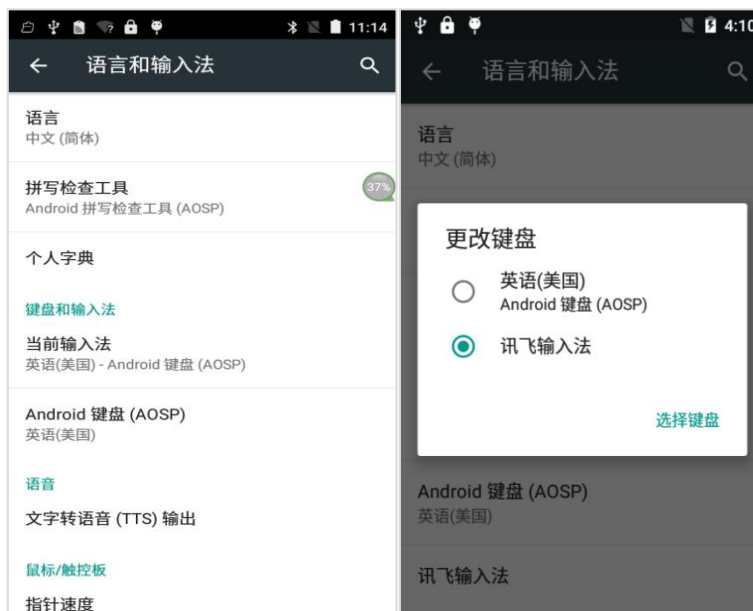 11:14
语言和输入法
语言
中文 (简体)
拼写检查工具
Android 拼写检查工具 (AOSP)
37%
个人字典
键盘和输入法
当前输入法
英语(美国) - Android 键盘 (AOSP)
Android 键盘 (AOSP)
英语(美国)
语音
文字转语音 (TTS) 输出
鼠标/触控板
指针速度
4:10
语言和输入法
语言
中文 (简体)
更改键盘
英语(美国)
Android 键盘 (AOSP)
讯飞输入法
选择键盘
Android 键盘 (AOSP)
英语(美国)
讯飞输入法